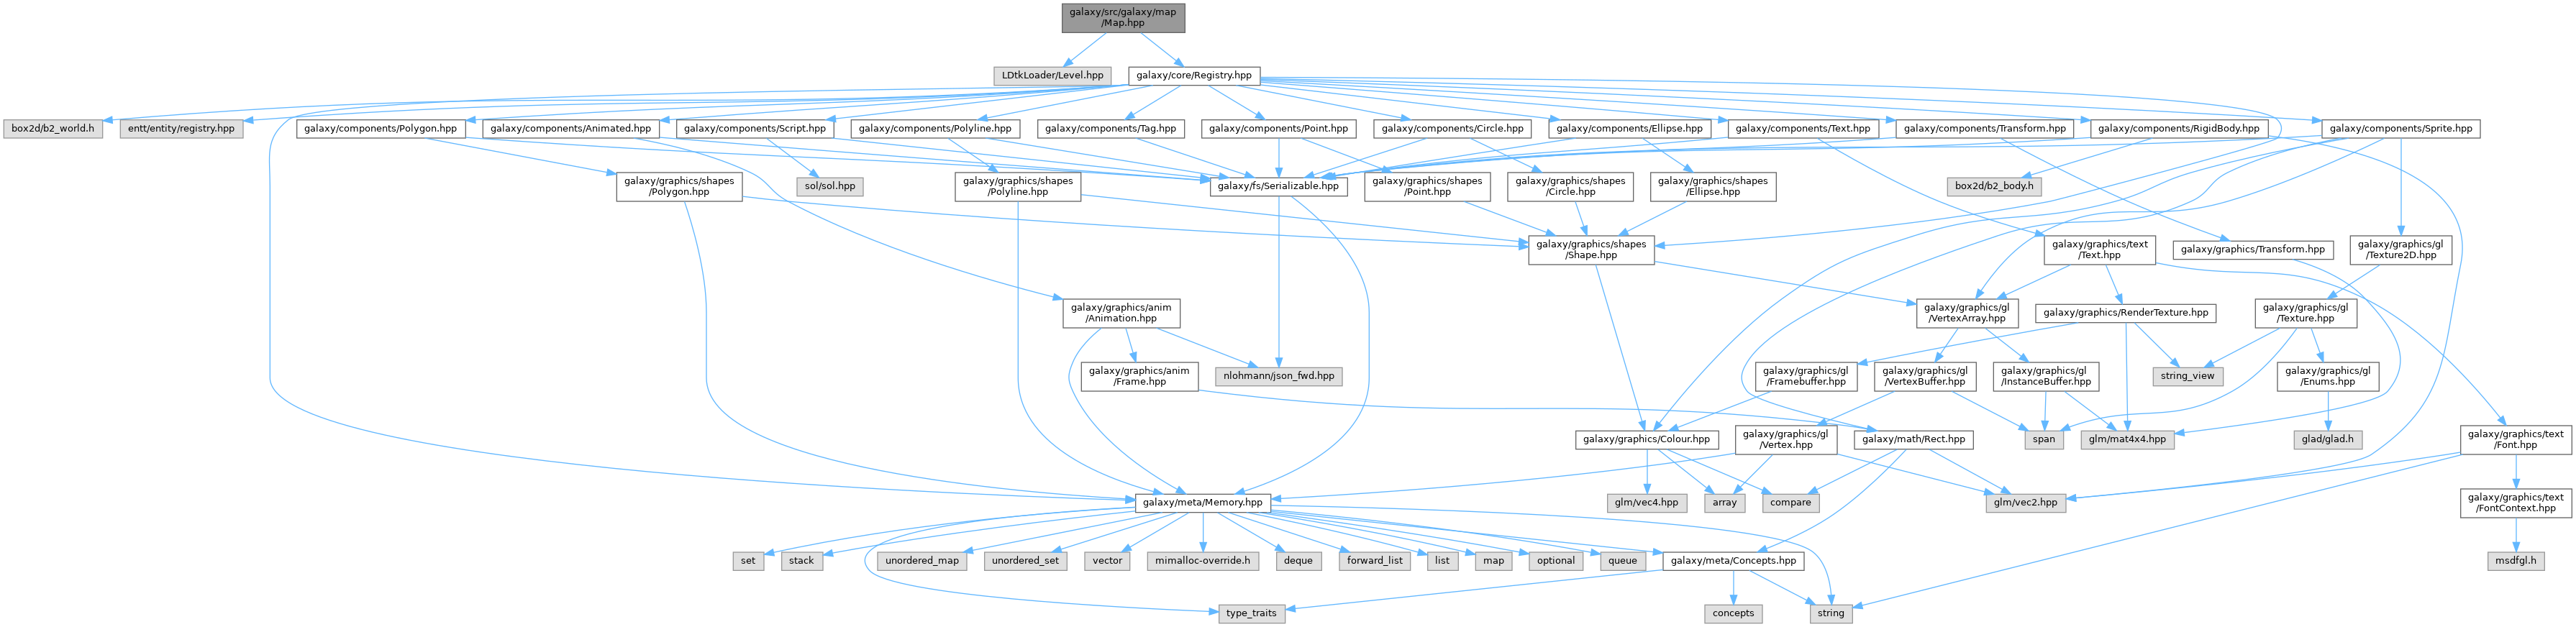 galaxy/src/galaxy/map
/Map.hpp
LDtkLoader/Level.hpp
galaxy/core/Registry.hpp
box2d/b2_world.h
entt/entity/registry.hpp
galaxy/components/Polygon.hpp
galaxy/components/Animated.hpp
galaxy/components/Script.hpp
galaxy/components/Polyline.hpp
galaxy/components/Tag.hpp
galaxy/components/Point.hpp
galaxy/components/Circle.hpp
galaxy/components/Ellipse.hpp
galaxy/components/Text.hpp
galaxy/components/Transform.hpp
galaxy/components/RigidBody.hpp
galaxy/components/Sprite.hpp
galaxy/graphics/shapes
/Polygon.hpp
sol/sol.hpp
galaxy/graphics/shapes
/Polyline.hpp
galaxy/fs/Serializable.hpp
galaxy/graphics/shapes
/Point.hpp
galaxy/graphics/shapes
/Circle.hpp
galaxy/graphics/shapes
/Ellipse.hpp
box2d/b2_body.h
galaxy/graphics/shapes
/Shape.hpp
galaxy/graphics/text
/Text.hpp
galaxy/graphics/Transform.hpp
galaxy/graphics/gl
/Texture2D.hpp
galaxy/graphics/anim
/Animation.hpp
galaxy/graphics/gl
/VertexArray.hpp
galaxy/graphics/RenderTexture.hpp
galaxy/graphics/gl
/Texture.hpp
galaxy/graphics/anim
/Frame.hpp
nlohmann/json_fwd.hpp
galaxy/graphics/gl
/Framebuffer.hpp
galaxy/graphics/gl
/VertexBuffer.hpp
galaxy/graphics/gl
/InstanceBuffer.hpp
string_view
galaxy/graphics/gl
/Enums.hpp
galaxy/graphics/Colour.hpp
galaxy/graphics/gl
/Vertex.hpp
galaxy/math/Rect.hpp
span
glm/mat4x4.hpp
glad/glad.h
galaxy/graphics/text
/Font.hpp
galaxy/meta/Memory.hpp
glm/vec4.hpp
array
compare
glm/vec2.hpp
galaxy/graphics/text
/FontContext.hpp
set
stack
unordered_map
unordered_set
vector
mimalloc-override.h
deque
forward_list
list
map
optional
queue
galaxy/meta/Concepts.hpp
msdfgl.h
type_traits
concepts
string